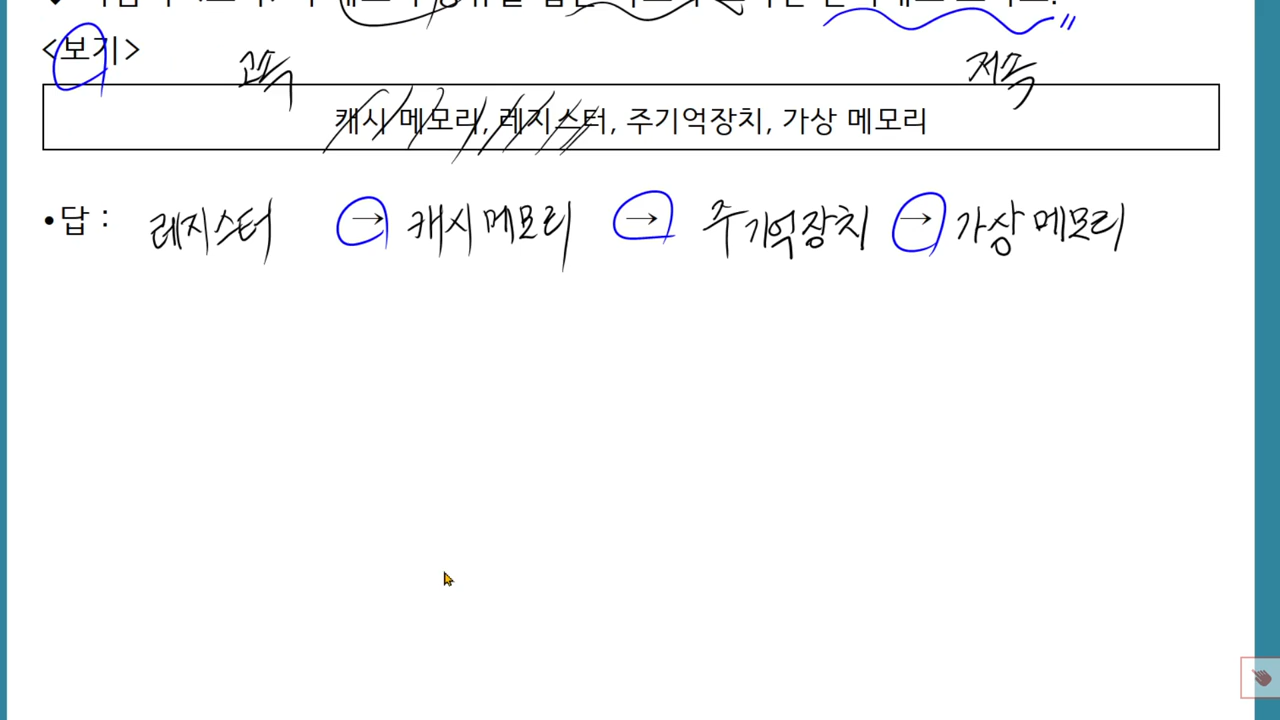 <보기>
고속 저속
캐시 메모리, 레지스터, 주기억장치, 가상 메모리
•답 : 레지스터 → 캐시메모리 → 주기억장치 → 가상메모리